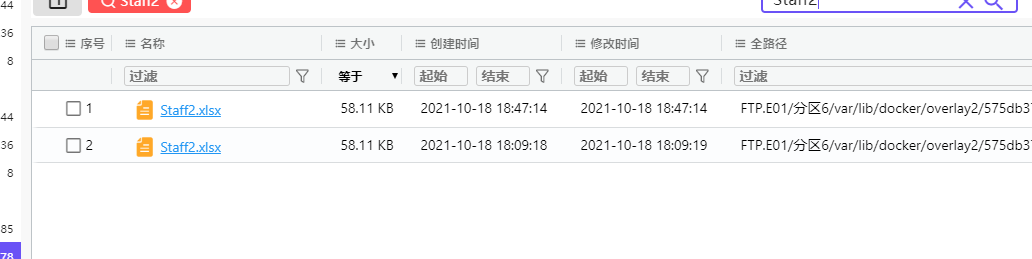 44
Staff2
Staff2
36
序号 名称 大小 创建时间 修改时间 全路径
8
过滤 等于 起始 结束 起始 结束 过滤
1 Staff2.xlsx 58.11 KB 2021-10-18 18:47:14 2021-10-18 18:47:14 FTP.E01/分区6/var/lib/docker/overlay2/575db37
44
36
2 Staff2.xlsx 58.11 KB 2021-10-18 18:09:18 2021-10-18 18:09:19 FTP.E01/分区6/var/lib/docker/overlay2/575db37
8
85
78